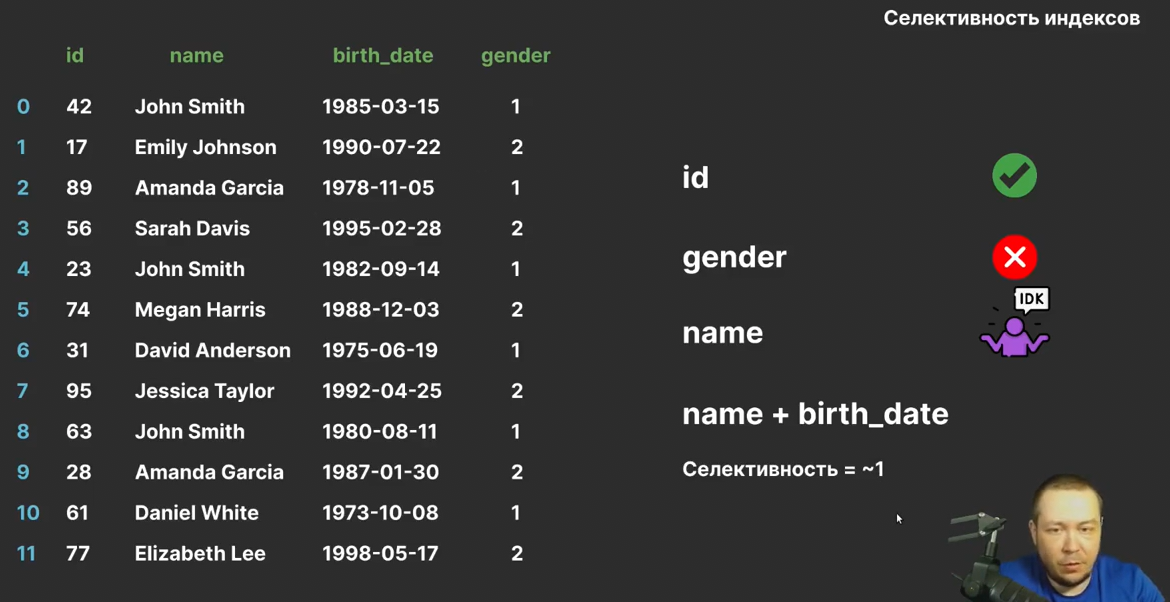 Селективность индексов
id name birth_date gender
0 42 John Smith 1985-03-15 1
1 17 Emily Johnson 1990-07-22 2
2 89 Amanda Garcia 1978-11-05 1
3 56 Sarah Davis 1995-02-28 2
4 23 John Smith 1982-09-14 1
5 74 Megan Harris 1988-12-03 2
6 31 David Anderson 1975-06-19 1
7 95 Jessica Taylor 1992-04-25 2
8 63 John Smith 1980-08-11 1
9 28 Amanda Garcia 1987-01-30 2
10 61 Daniel White 1973-10-08 1
11 77 Elizabeth Lee 1998-05-17 2
id
gender
IDK
name
name + birth_date
Селективность = ~1